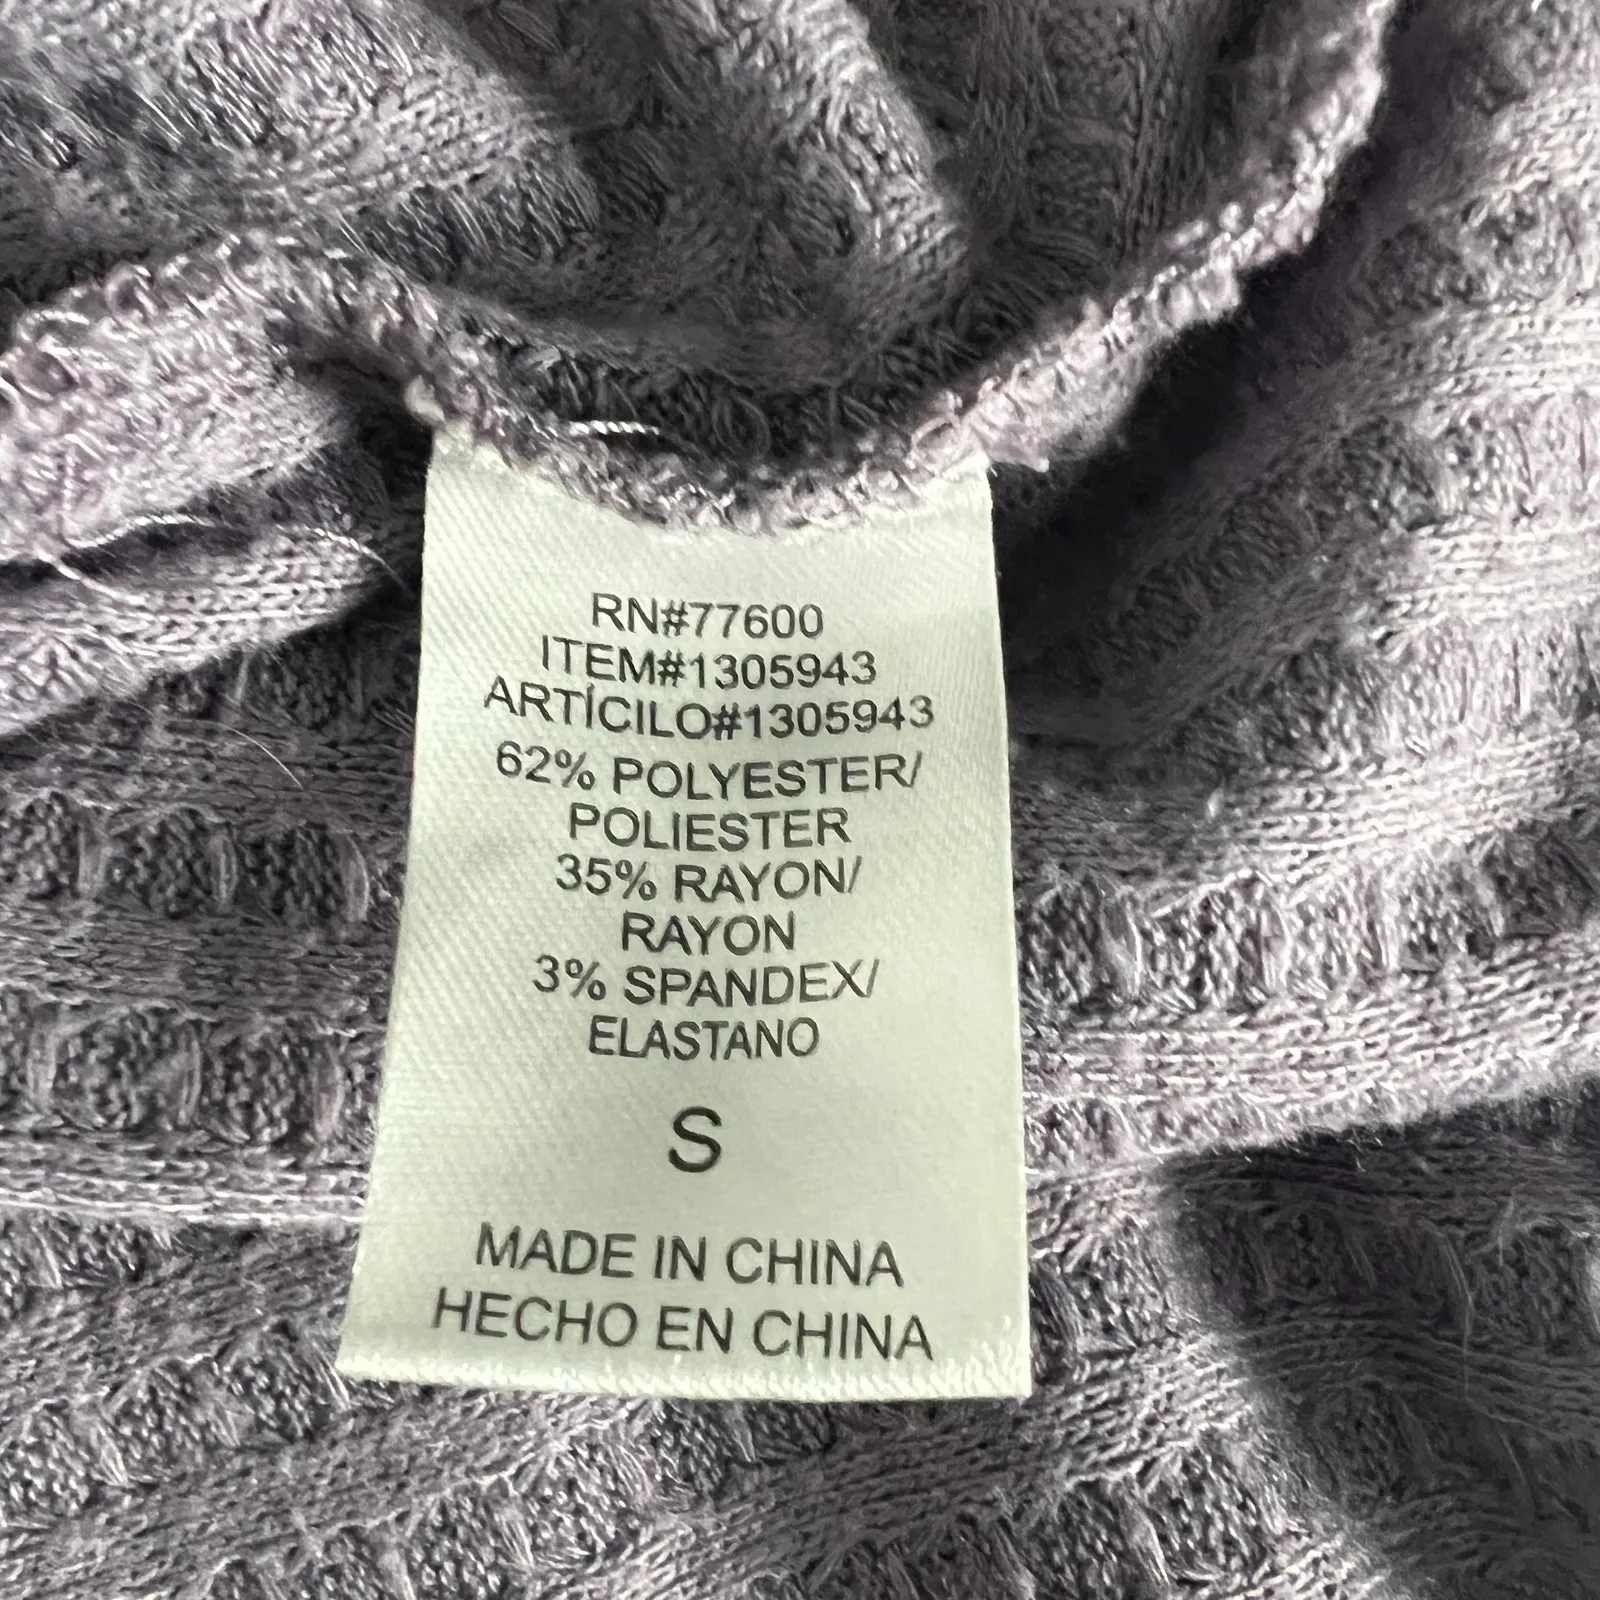 RN#77600
ITEM#1305943
ARTÍCILO#1305943
62% POLYESTER/
POLIESTER
35% RAYON/
RAYON
3% SPANDEX/
ELASTANO
S
MADE IN CHINA
HECHO EN CHINA